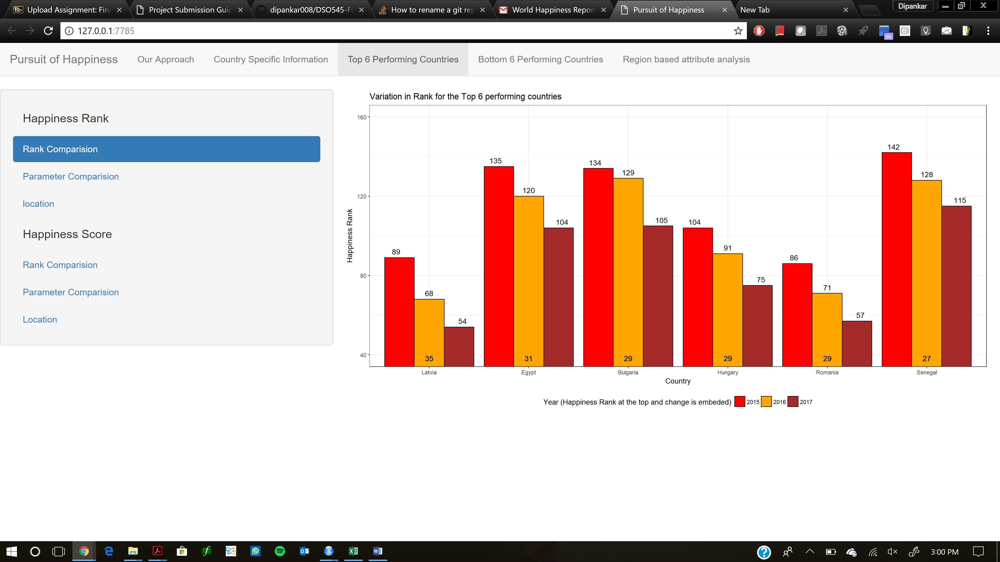 Bb Upload Assignment: Fina
Project Submission Guid
dipankar008/DSO545-Fi
How to rename a git rep
World Happiness Report
Pursuit of Happiness
New Tab
Dipankar
127.0.0.1:7785
9h
Pursuit of Happiness
Our Approach
Country Specific Information
Top 6 Performing Countries
Bottom 6 Performing Countries
Region based attribute analysis
Happiness Rank
Rank Comparision
Parameter Comparision
location
Happiness Score
Rank Comparision
Parameter Comparision
Location
Variation in Rank for the Top 6 performing countries
Happiness Rank
160
120
80
40
89 68 54 35
135 120 104 31
134 129 105 29
104 91 75 29
86 71 57 29
142 128 115 27
Latvia Egypt Bulgaria Hungary Romania Senegal
Country
Year (Happiness Rank at the top and change is embeded) 2015 2016 2017
3:00 PM